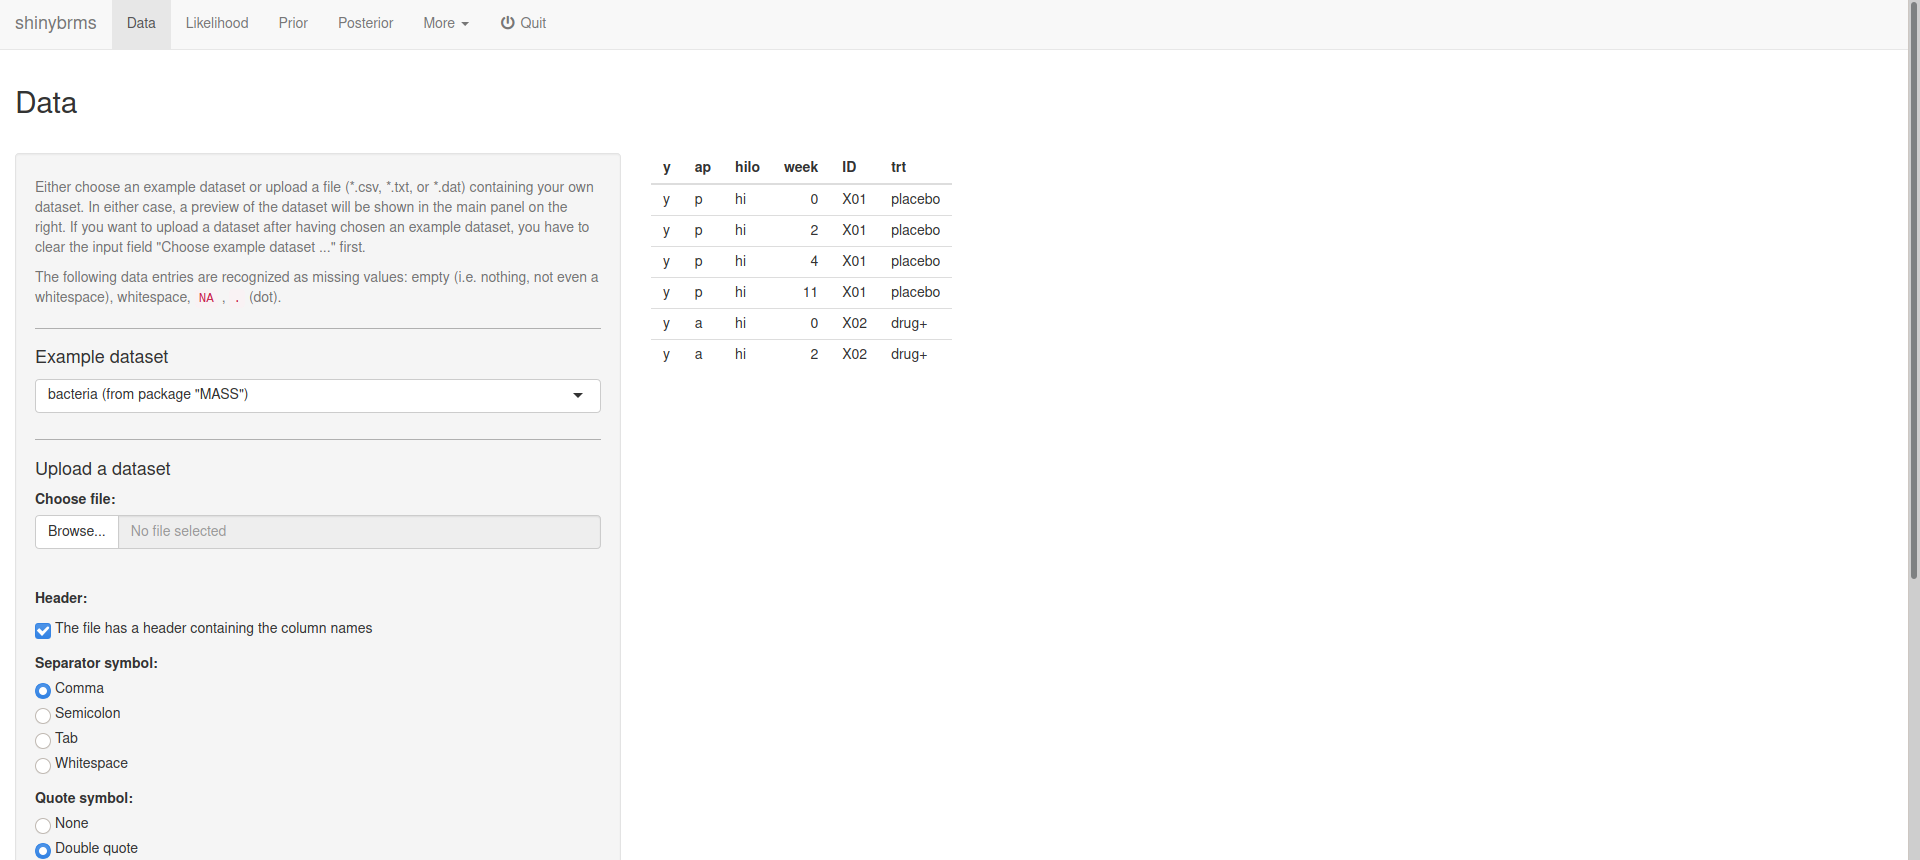 shinybrms Data Likelihood Prior Posterior More Quit
Data
Either choose an example dataset or upload a file (*.csv, *.txt, or *.dat) containing your own
dataset. In either case, a preview of the dataset will be shown in the main panel on the
right. If you want to upload a dataset after having chosen an example dataset, you have to
clear the input field "Choose example dataset ..." first.
The following data entries are recognized as missing values: empty (i.e. nothing, not even a
whitespace), whitespace, NA , . (dot).
Example dataset
bacteria (from package "MASS")
Upload a dataset
Choose file:
Browse... No file selected
Header:
The file has a header containing the column names
Separator symbol:
Comma
Semicolon
Tab
Whitespace
Quote symbol:
None
Double quote
y ap hilo week ID trt
y p hi 0 X01 placebo
y p hi 2 X01 placebo
y p hi 4 X01 placebo
y p hi 11 X01 placebo
y a hi 0 X02 drug+
y a hi 2 X02 drug+